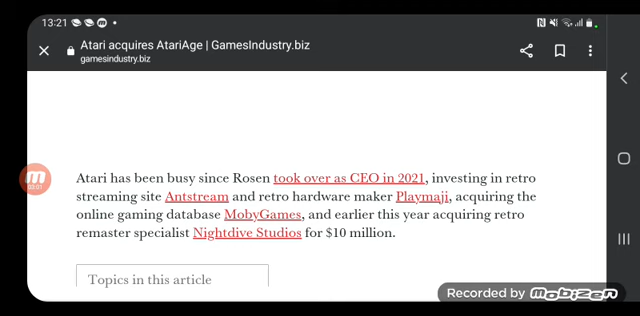 13:21
Atari acquires AtariAge | GamesIndustry.biz
gamesindustry.biz
Atari has been busy since Rosen took over as CEO in 2021, investing in retro
streaming site Antstream and retro hardware maker Playmaji, acquiring the
online gaming database MobyGames, and earlier this year acquiring retro
remaster specialist Nightdive Studios for $10 million.
Topics in this article
Recorded by mobizen